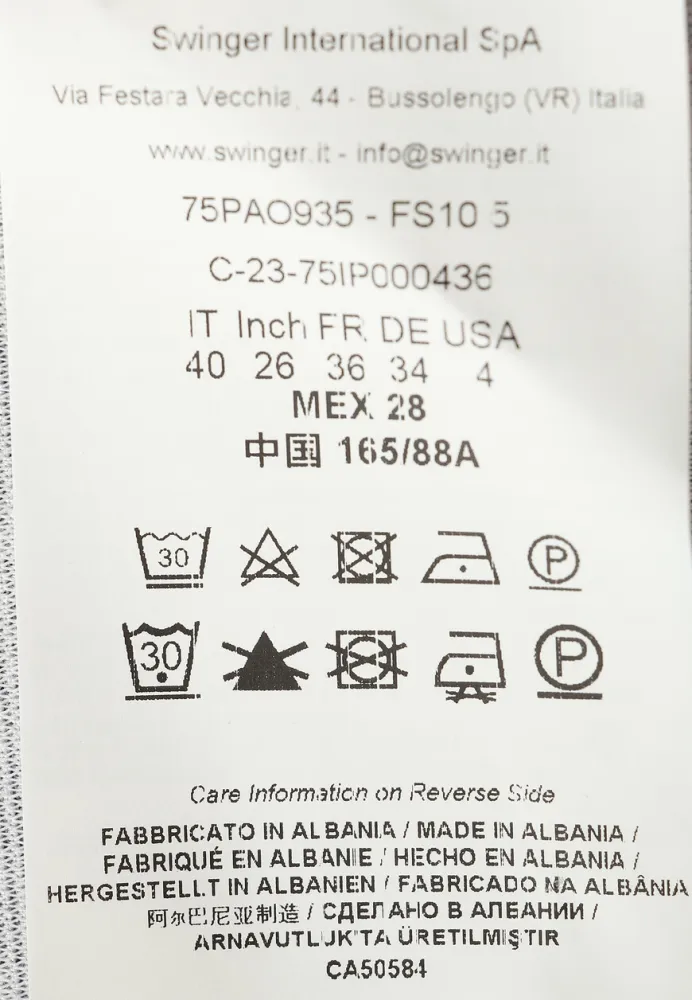 Swinger International SpA
Via Festara Vecchia, 44 - Bussolengo (VR) Italia
www.swinger.it - info@swinger.it
75PAO935 - FS10 5
C-23-75IP000436
IT Inch FR DE USA
40 26 36 34 4
MEX 28
中国 165/88A
30 P
30 P
Care Information on Reverse Side
FABBRICATO IN ALBANIA / MADE IN ALBANIA /
FABRIQUÉ EN ALBANIE / HECHO EN ALBANIA /
HERGESTELLT IN ALBANIEN / FABRICADO NA ALBÂNIA
阿尔巴尼亚制造 / СДЕЛАНО В АЛБАНИИ /
ARNAVUTLUK'TA ÜRETILMIŞTIR
CA50584